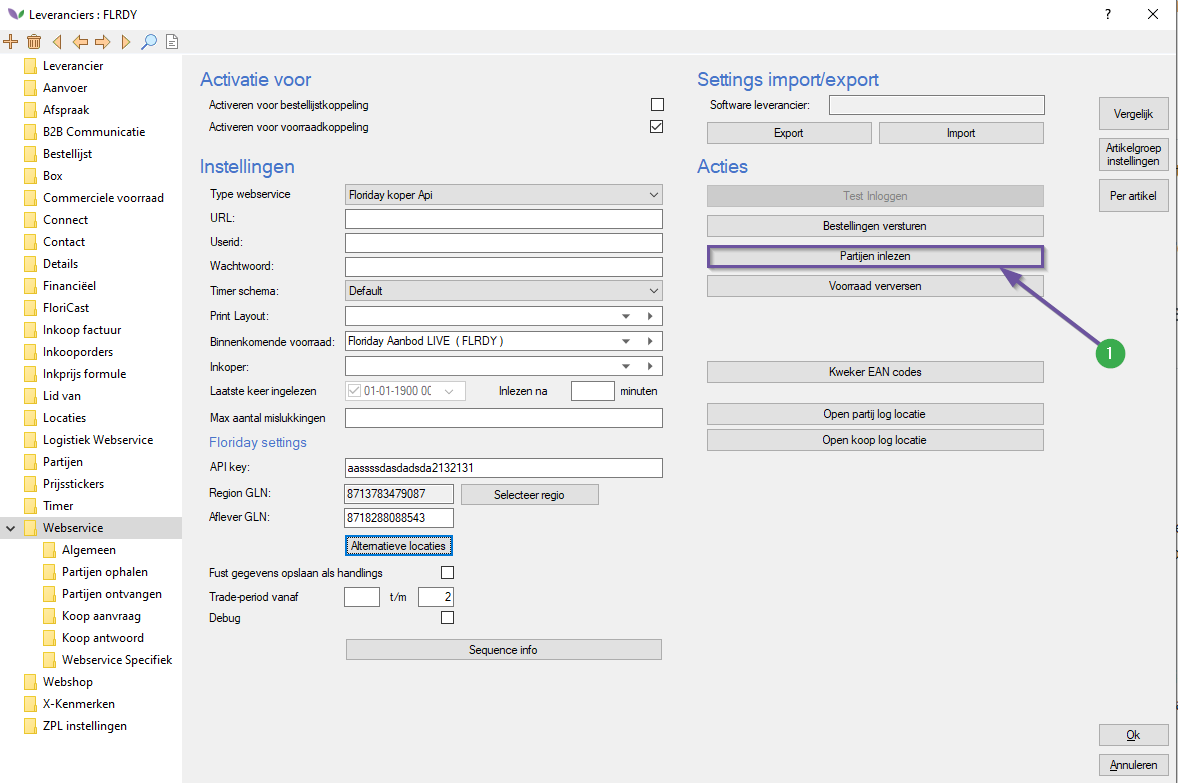 Leveranciers : FLRDY
?
Leverancier
Aanvoer
Afspraak
B2B Communicatie
Bestellijst
Box
Commerciele voorraad
Connect
Contact
Details
Financiëel
FloriCast
Inkoop factuur
Inkooporders
Inkprijs formule
Lid van
Locaties
Logistiek Webservice
Partijen
Prijsstickers
Timer
Webservice
Algemeen
Partijen ophalen
Partijen ontvangen
Koop aanvraag
Koop antwoord
Webservice Specifiek
Webshop
X-Kenmerken
ZPL instellingen
Activatie voor
Activeren voor bestellijstkoppeling
Activeren voor voorraadkoppeling
Instellingen
Type webservice Floriday koper Api
URL:
Userid:
Wachtwoord:
Timer schema: Default
Print Layout:
Binnenkomende voorraad: Floriday Aanbod LIVE ( FLRDY )
Inkoper:
Laatste keer ingelezen 01-01-1900 00 Inlezen na minuten
Max aantal mislukkingen
Floriday settings
API key: aassssdasdadsda2132131
Region GLN: 8713783479087 Selecteer regio
Aflever GLN: 8718288088543
Alternatieve locaties
Fust gegevens opslaan als handlings
Trade-period vanaf t/m 2
Debug
Sequence info
Settings import/export
Software leverancier:
Export Import
Acties
Test Inloggen
Bestellingen versturen
Partijen inlezen
Voorraad verversen
1
Kweker EAN codes
Open partij log locatie
Open koop log locatie
Vergelijk
Artikelgroep
instellingen
Per artikel
Ok
Annuleren